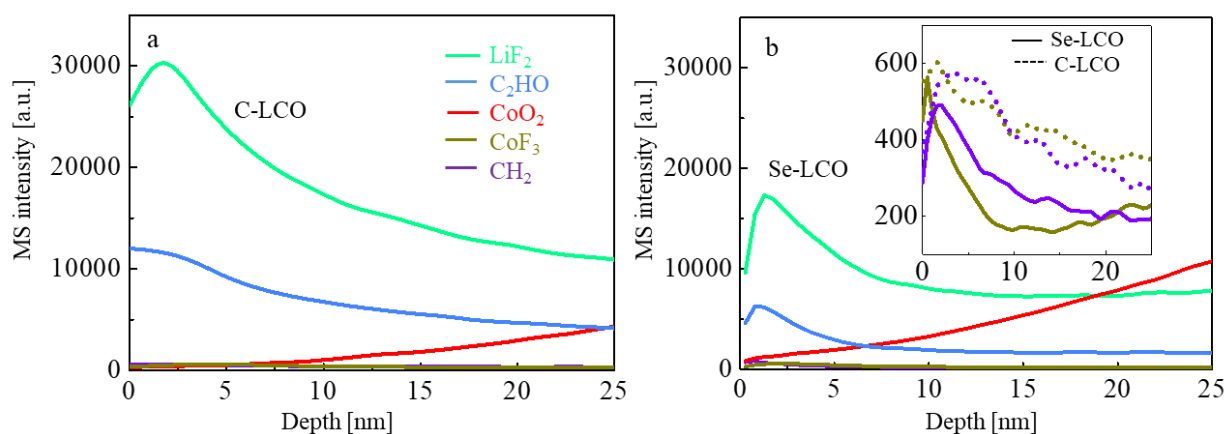 a
MS intensity [a.u.]
30000
20000
10000
0
C-LCO
LiF2
C2HO
CoO2
CoF3
CH2
0 5 10 15 20 25
Depth [nm]
b
MS intensity [a.u.]
30000
20000
10000
0
Se-LCO
Se-LCO
C-LCO
600
400
200
0 10 20
0 5 10 15 20 25
Depth [nm]